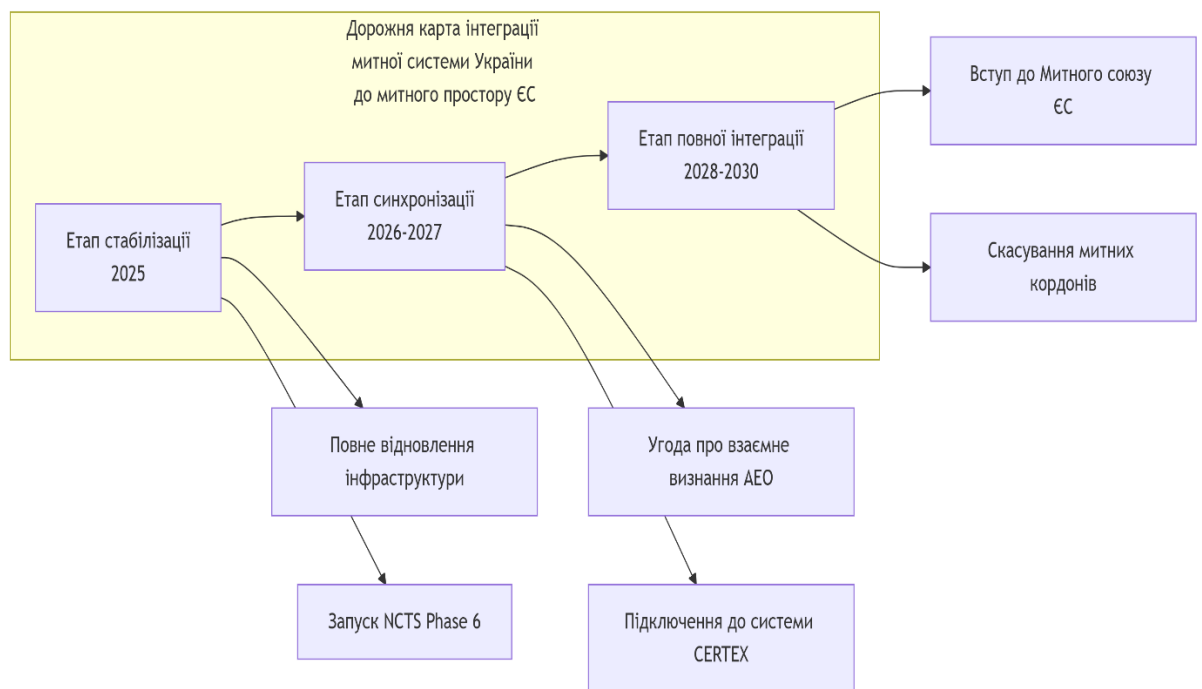 Дорожня карта інтеграції
митної системи України
до митного простору ЄС
Етап стабілізації
2025
Етап синхронізації
2026-2027
Етап повної інтеграції
2028-2030
Вступ до Митного союзу
ЄС
Скасування митних
кордонів
Повне відновлення
інфраструктури
Угода про взаємне
визнання АЕО
Запуск NCTS Phase 6
Підключення до системи
CERTEX